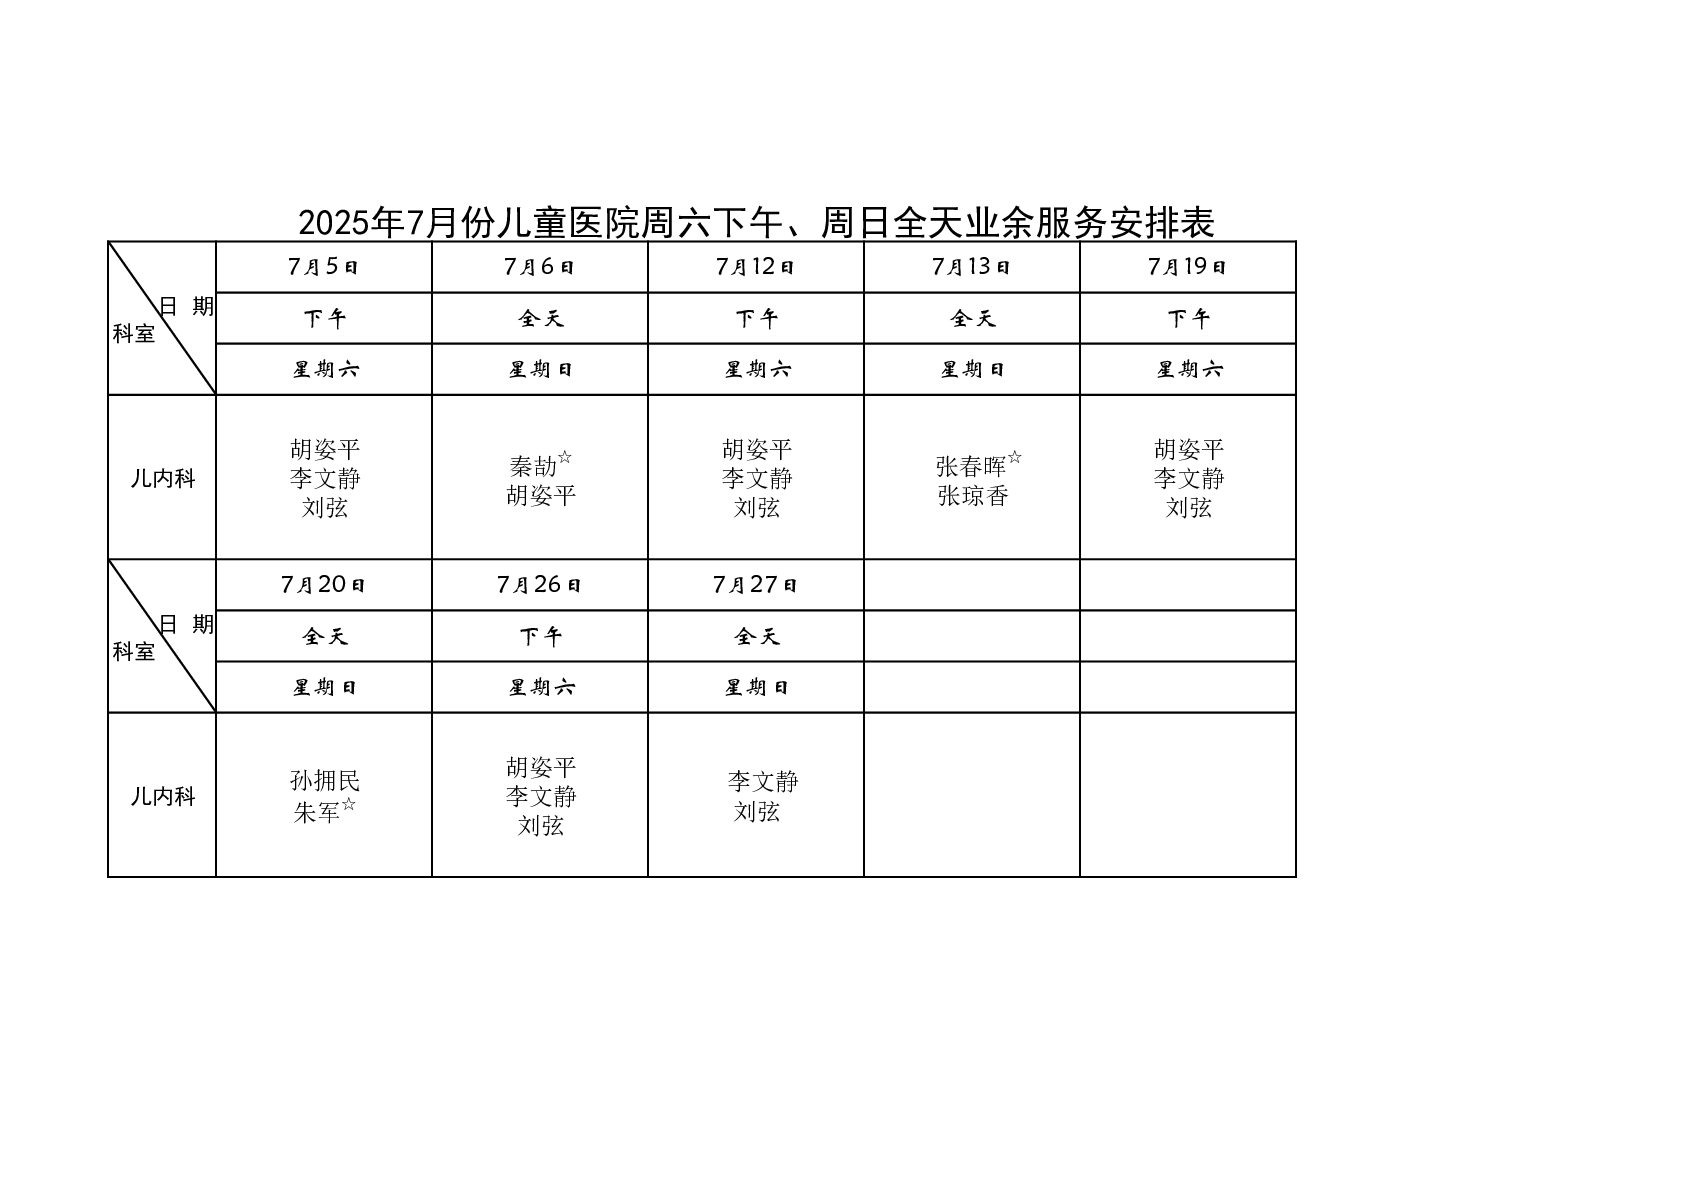 2025年7月份儿童医院周六下午、周日全天业余服务安排表
日 期
科室
7月5日 7月6日 7月12日 7月13日 7月19日
下午 全天 下午 全天 下午
星期六 星期日 星期六 星期日 星期六
儿内科
胡姿平
李文静
刘弦
秦劼☆
胡姿平
胡姿平
李文静
刘弦
张春晖☆
张琼香
胡姿平
李文静
刘弦
日 期
科室
7月20日 7月26日 7月27日
全天 下午 全天
星期日 星期六 星期日
儿内科
孙拥民
朱军☆
胡姿平
李文静
刘弦
李文静
刘弦